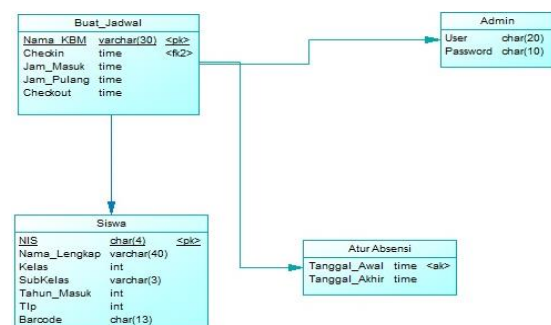 Buat_Jadwal
Nama_KBM varchar(30) <pk>
Checkin time <fk2>
Jam_Masuk time
Jam_Pulang time
Checkout time
Admin
User char(20)
Password char(10)
Siswa
NIS char(4) <pk>
Nama_Lengkap varchar(40)
Kelas int
SubKelas varchar(3)
Tahun_Masuk int
Tlp int
Barcode char(13)
Atur Absensi
Tanggal_Awal time <ak>
Tanggal_Akhir time